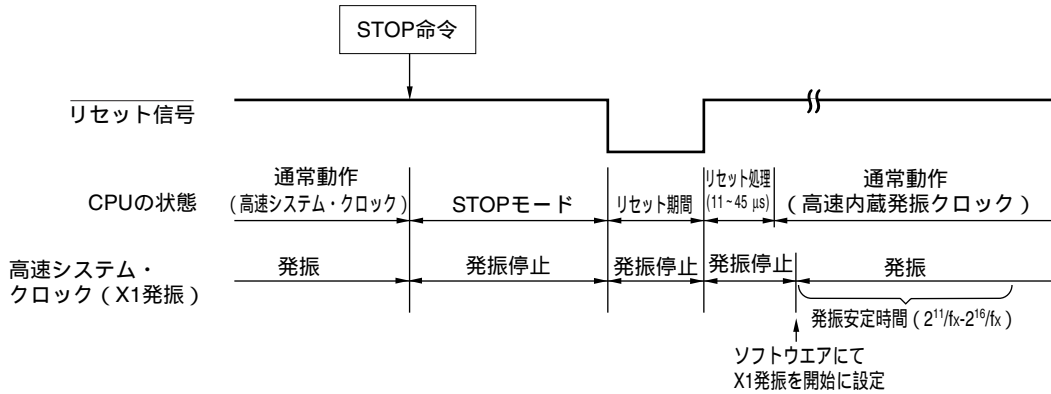 STOP命令
リセット信号
CPUの状態
通常動作
(高速システム・クロック)
STOPモード
リセット期間
リセット処理
(11~45 μs)
通常動作
(高速内蔵発振クロック)
高速システム・
クロック(X1発振)
発振
発振停止
発振停止
発振停止
発振
発振安定時間(2¹¹/fx-2¹⁶/fx)
ソフトウエアにて
X1発振を開始に設定